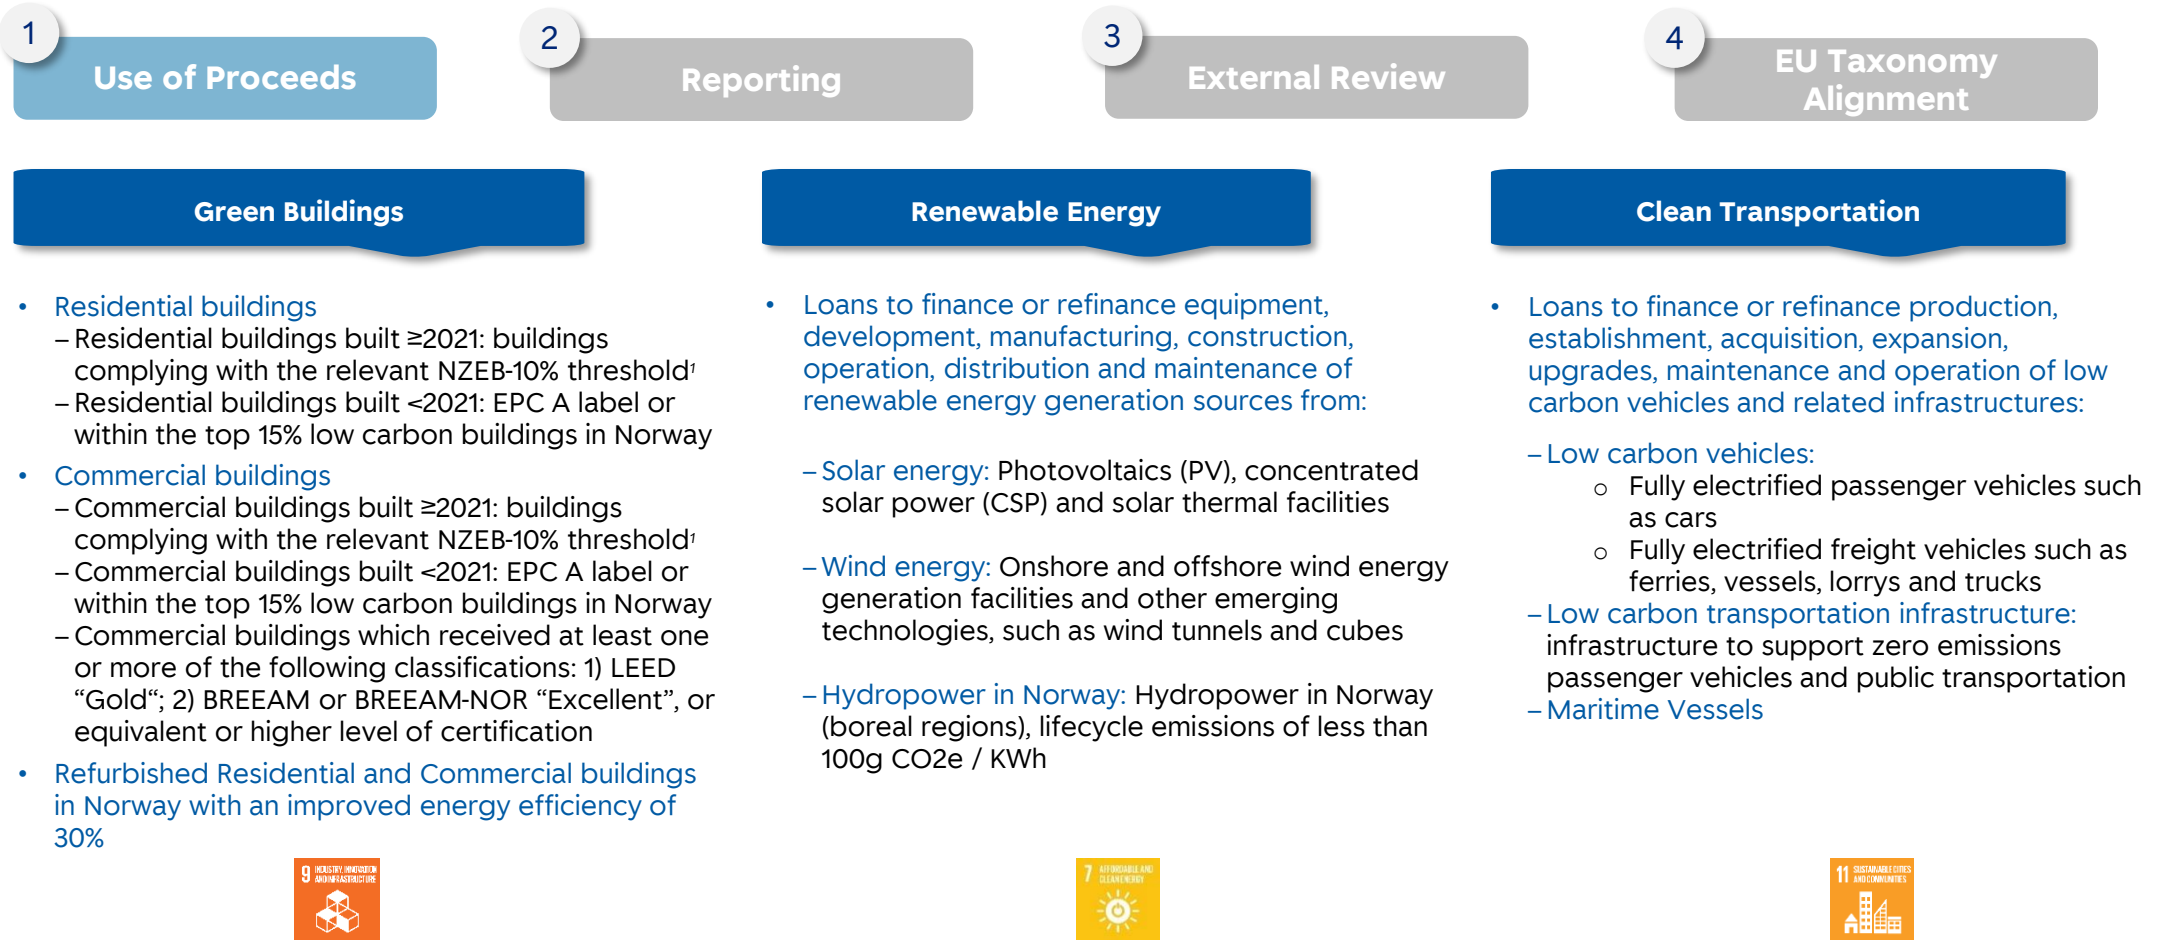 1
Use of Proceeds
2
Reporting
3
External Review
4
EU Taxonomy
Alignment
Green Buildings
• Residential buildings
– Residential buildings built ≥2021: buildings
complying with the relevant NZEB-10% threshold¹
– Residential buildings built <2021: EPC A label or
within the top 15% low carbon buildings in Norway
• Commercial buildings
– Commercial buildings built ≥2021: buildings
complying with the relevant NZEB-10% threshold¹
– Commercial buildings built <2021: EPC A label or
within the top 15% low carbon buildings in Norway
– Commercial buildings which received at least one
or more of the following classifications: 1) LEED
“Gold“; 2) BREEAM or BREEAM-NOR “Excellent”, or
equivalent or higher level of certification
• Refurbished Residential and Commercial buildings
in Norway with an improved energy efficiency of
30%
9 INDUSTRY, INNOVATION
AND INFRASTRUCTURE
Renewable Energy
• Loans to finance or refinance equipment,
development, manufacturing, construction,
operation, distribution and maintenance of
renewable energy generation sources from:
– Solar energy: Photovoltaics (PV), concentrated
solar power (CSP) and solar thermal facilities
– Wind energy: Onshore and offshore wind energy
generation facilities and other emerging
technologies, such as wind tunnels and cubes
– Hydropower in Norway: Hydropower in Norway
(boreal regions), lifecycle emissions of less than
100g CO2e / KWh
7 AFFORDABLE AND
CLEAN ENERGY
Clean Transportation
• Loans to finance or refinance production,
establishment, acquisition, expansion,
upgrades, maintenance and operation of low
carbon vehicles and related infrastructures:
– Low carbon vehicles:
o Fully electrified passenger vehicles such
as cars
o Fully electrified freight vehicles such as
ferries, vessels, lorrys and trucks
– Low carbon transportation infrastructure:
infrastructure to support zero emissions
passenger vehicles and public transportation
– Maritime Vessels
11 SUSTAINABLE CITIES
AND COMMUNITIES